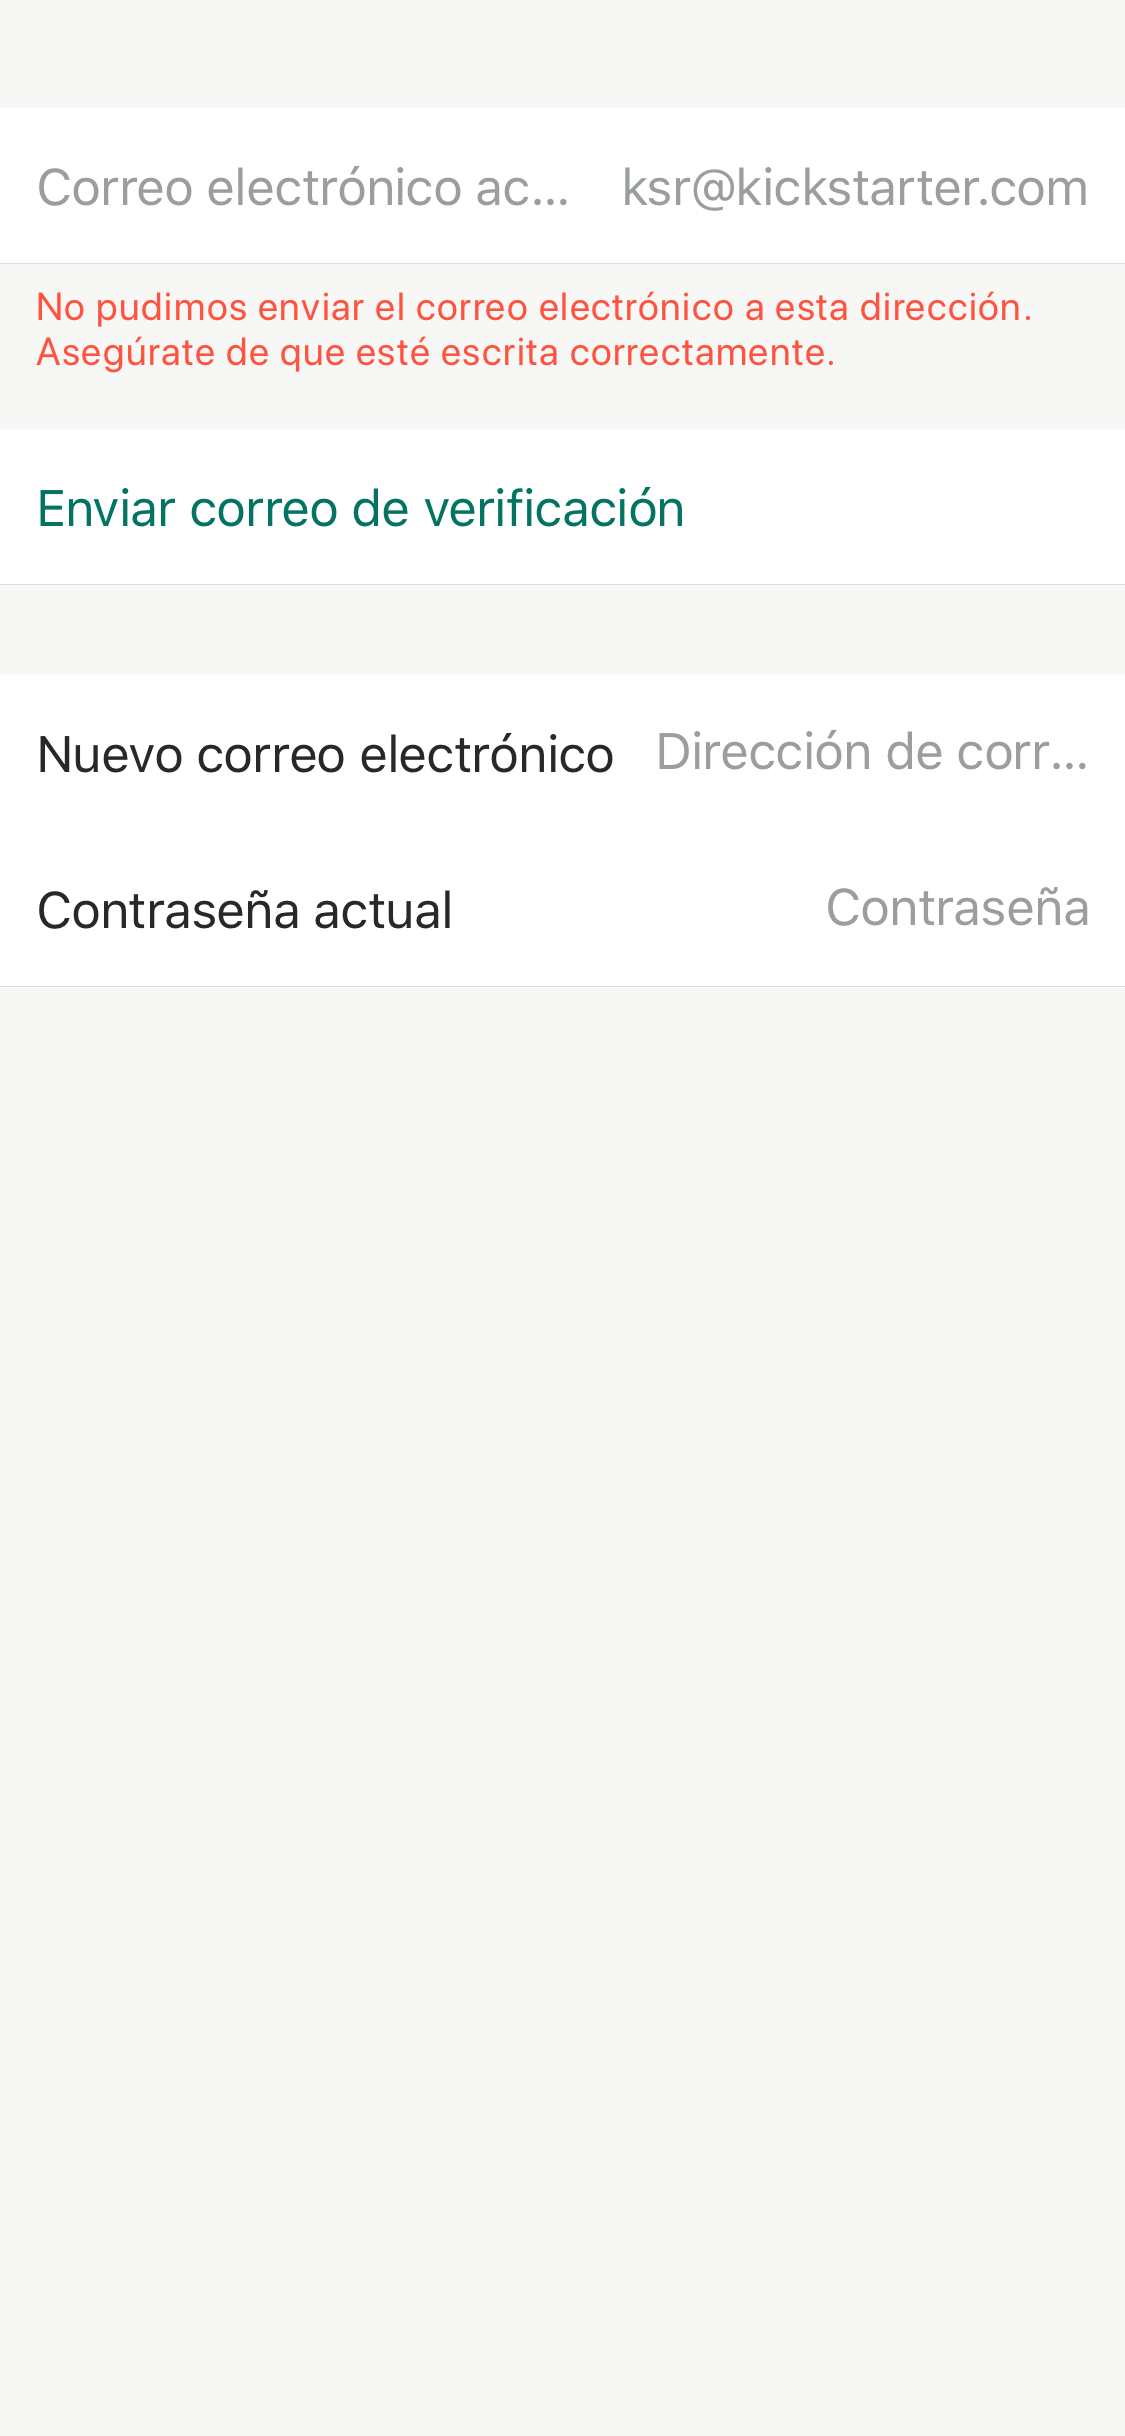 Correo electrónico ac... ksr@kickstarter.com
No pudimos enviar el correo electrónico a esta dirección.
Asegúrate de que esté escrita correctamente.
Enviar correo de verificación
Nuevo correo electrónico Dirección de corr...
Contraseña actual Contraseña